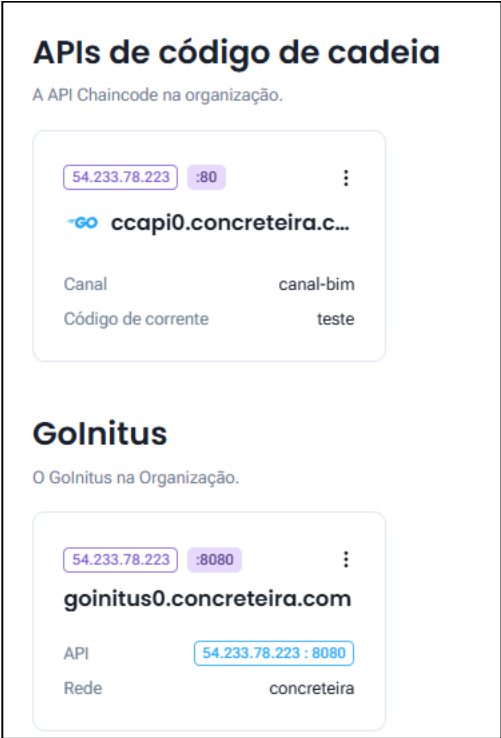 APIs de código de cadeia
A API Chaincode na organização.
54.233.78.223 :80
GO ccapi0.concreteira.c...
Canal canal-bim
Código de corrente teste
GoInitus
O GoInitus na Organização.
54.233.78.223 :8080
goinitus0.concreteira.com
API 54.233.78.223 : 8080
Rede concreteira